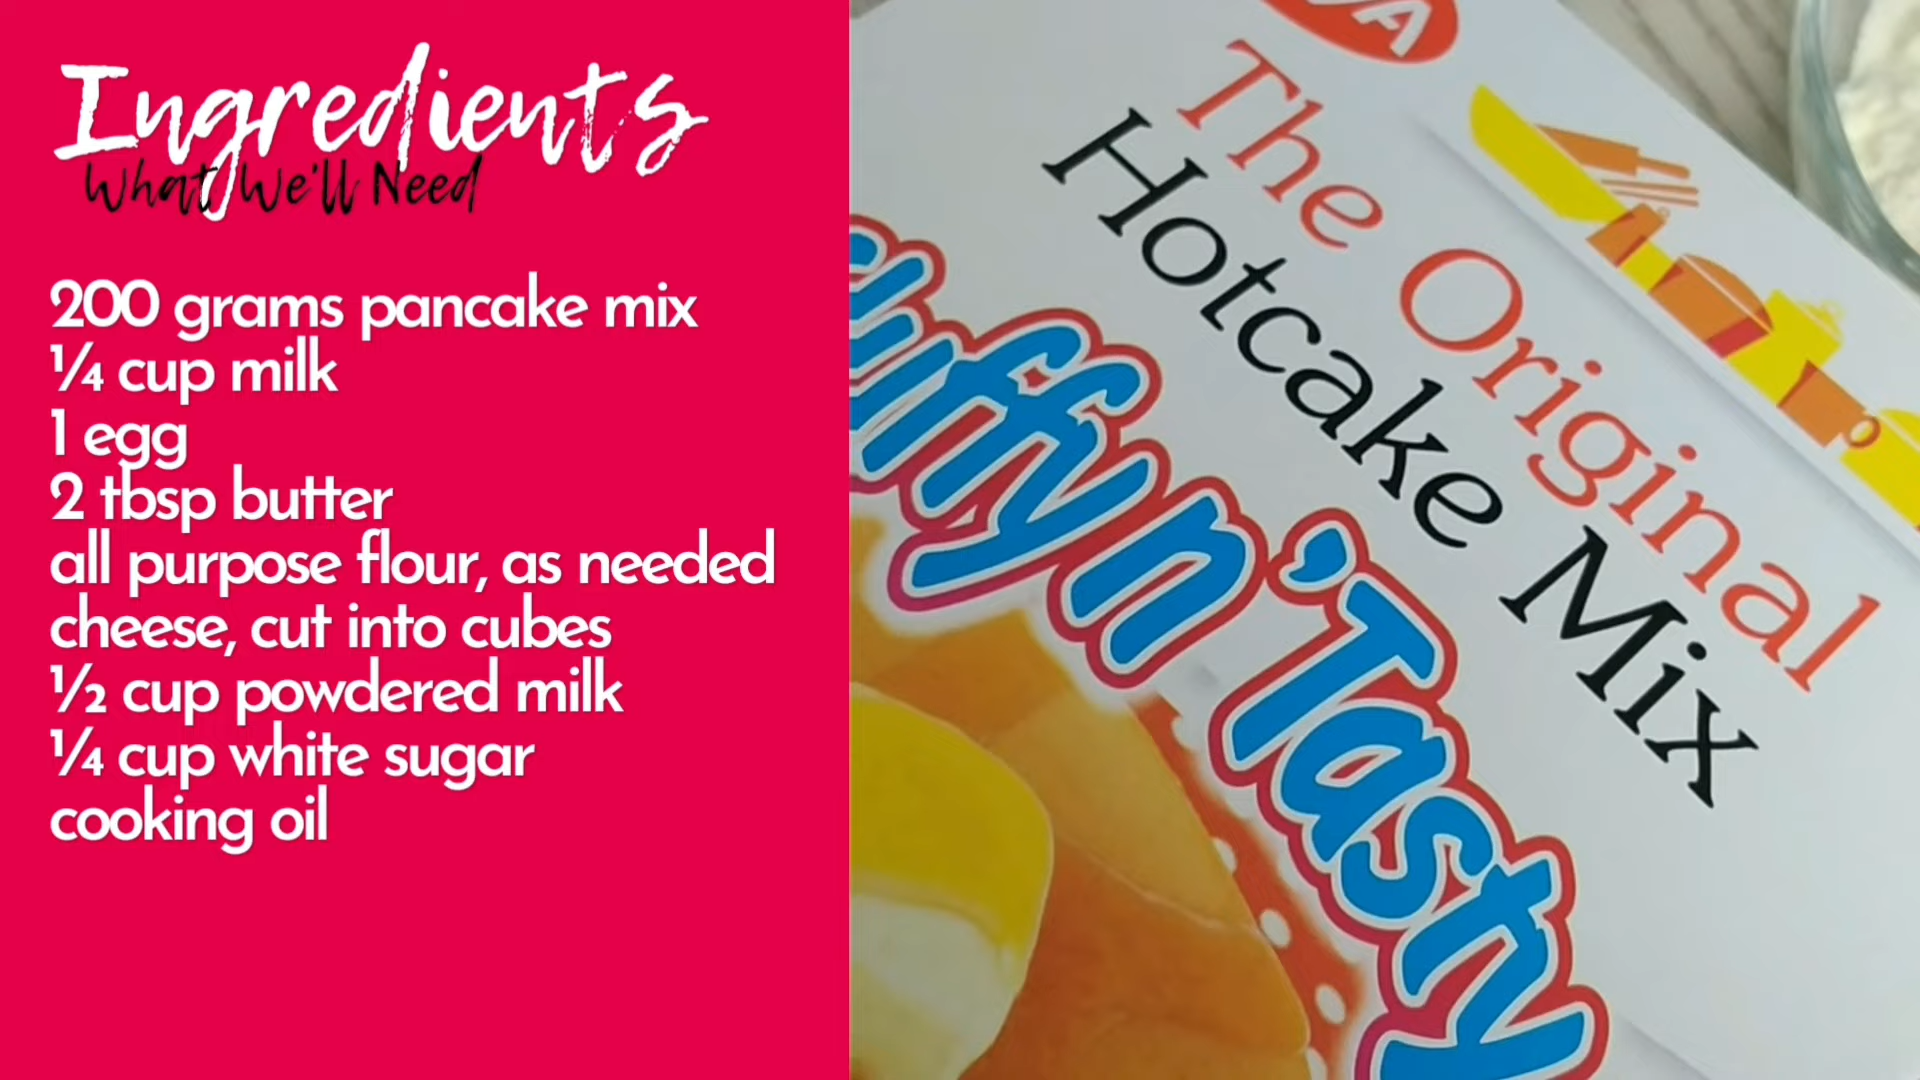 Ingredients
What We'll Need
200 grams pancake mix
¼ cup milk
1 egg
2 tbsp butter
all purpose flour, as needed
cheese, cut into cubes
½ cup powdered milk
¼ cup white sugar
cooking oil
The Original
Hotcake Mix
n' Tasty